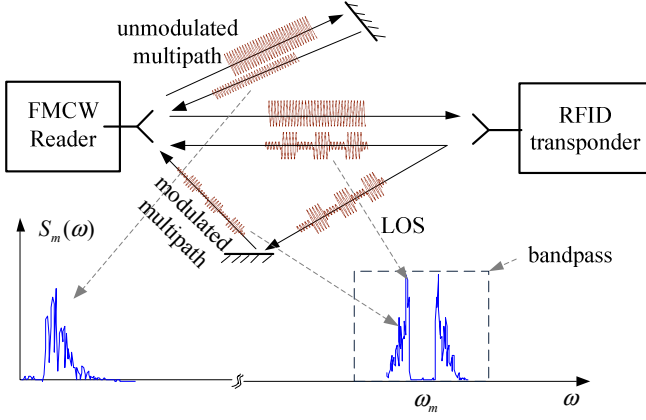 unmodulated
multipath
FMCW
Reader
RFID
transponder
modulated
multipath
LOS
bandpass
S_m(ω)
ω_m
ω